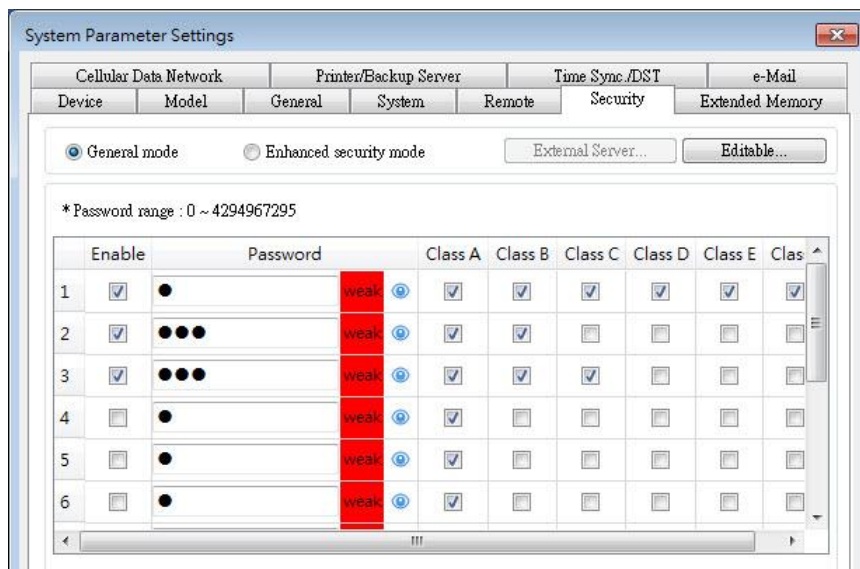 System Parameter Settings
Cellular Data Network Printer/Backup Server Time Sync./DST e-Mail
Device Model General System Remote Security Extended Memory
General mode Enhanced security mode External Server... Editable...
* Password range : 0 ~ 4294967295
Enable Password Class A Class B Class C Class D Class E Clas
1 weak
2 weak
3 weak
4 weak
5 weak
6 weak